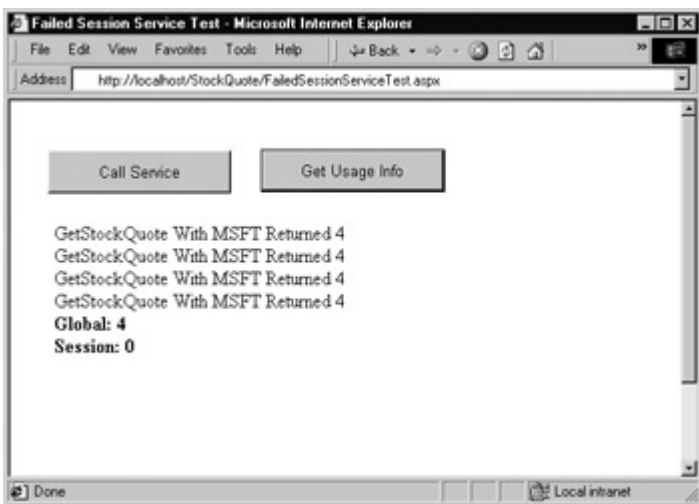 Failed Session Service Test - Microsoft Internet Explorer
File Edit View Favorites Tools Help Back »
Address http://localhost/StockQuote/FailedSessionServiceTest.aspx
Call Service Get Usage Info
GetStockQuote With MSFT Returned 4
GetStockQuote With MSFT Returned 4
GetStockQuote With MSFT Returned 4
GetStockQuote With MSFT Returned 4
Global: 4
Session: 0
Done Local intranet